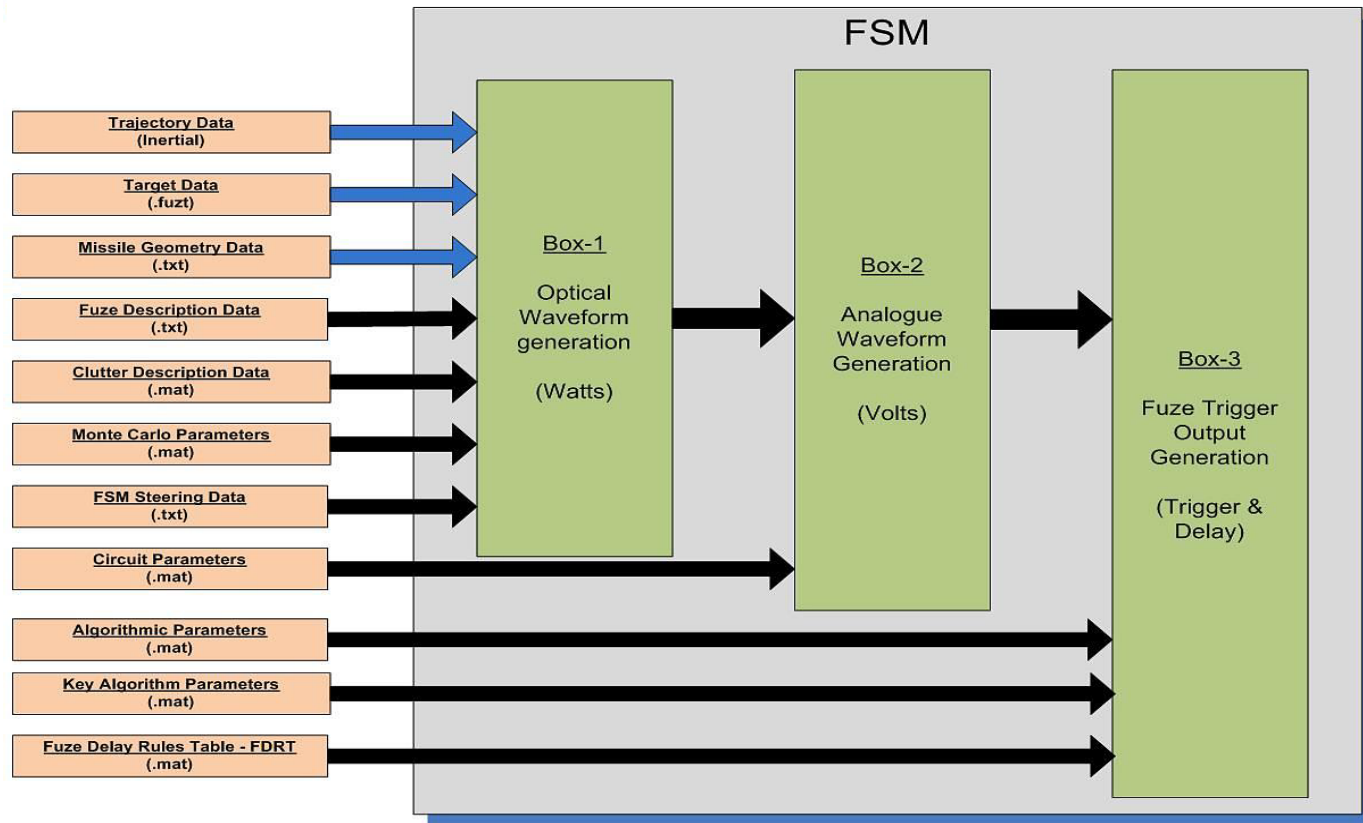 FSM
Trajectory Data
(Inertial)
Target Data
(.fuzt)
Missile Geometry Data
(.txt)
Fuze Description Data
(.txt)
Clutter Description Data
(.mat)
Monte Carlo Parameters
(.mat)
FSM Steering Data
(.txt)
Circuit Parameters
(.mat)
Algorithmic Parameters
(.mat)
Key Algorithm Parameters
(.mat)
Fuze Delay Rules Table - FDRT
(.mat)
Box-1
Optical
Waveform
generation
(Watts)
Box-2
Analogue
Waveform
Generation
(Volts)
Box-3
Fuze Trigger
Output
Generation
(Trigger &
Delay)